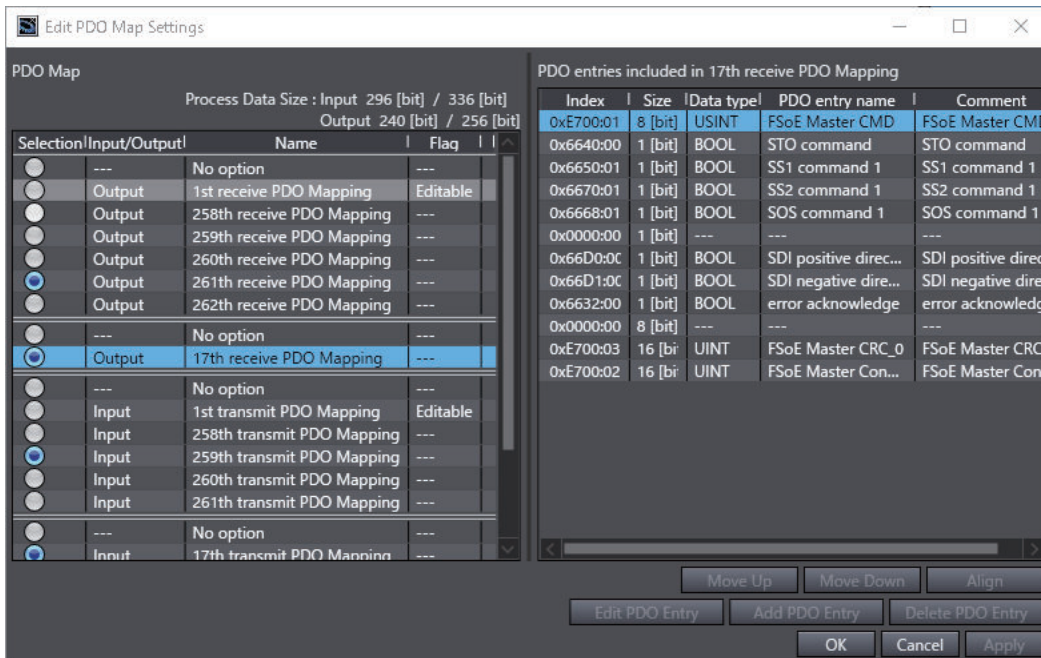 Edit PDO Map Settings
PDO Map
Process Data Size : Input 296 [bit] / 336 [bit]
Output 240 [bit] / 256 [bit]
Selection Input/Output Name Flag
--- No option ---
Output 1st receive PDO Mapping Editable
Output 258th receive PDO Mapping ---
Output 259th receive PDO Mapping ---
Output 260th receive PDO Mapping ---
Output 261th receive PDO Mapping ---
Output 262th receive PDO Mapping ---
--- No option ---
Output 17th receive PDO Mapping ---
--- No option ---
Input 1st transmit PDO Mapping Editable
Input 258th transmit PDO Mapping ---
Input 259th transmit PDO Mapping ---
Input 260th transmit PDO Mapping ---
Input 261th transmit PDO Mapping ---
--- No option ---
Input 17th transmit PDO Mapping ---
PDO entries included in 17th receive PDO Mapping
Index Size Data type PDO entry name Comment
0xE700:01 8 [bit] USINT FSoE Master CMD FSoE Master CMD
0x6640:00 1 [bit] BOOL STO command STO command
0x6650:01 1 [bit] BOOL SS1 command 1 SS1 command 1
0x6670:01 1 [bit] BOOL SS2 command 1 SS2 command 1
0x6668:01 1 [bit] BOOL SOS command 1 SOS command 1
0x0000:00 1 [bit] --- --- ---
0x66D0:0C 1 [bit] BOOL SDI positive direc... SDI positive direc
0x66D1:0C 1 [bit] BOOL SDI negative dire... SDI negative dire
0x6632:00 1 [bit] BOOL error acknowledge error acknowledg
0x0000:00 8 [bit] --- --- ---
0xE700:03 16 [bi UINT FSoE Master CRC_0 FSoE Master CRC
0xE700:02 16 [bi UINT FSoE Master Con... FSoE Master Con
Move Up Move Down Align
Edit PDO Entry Add PDO Entry Delete PDO Entry
OK Cancel Apply